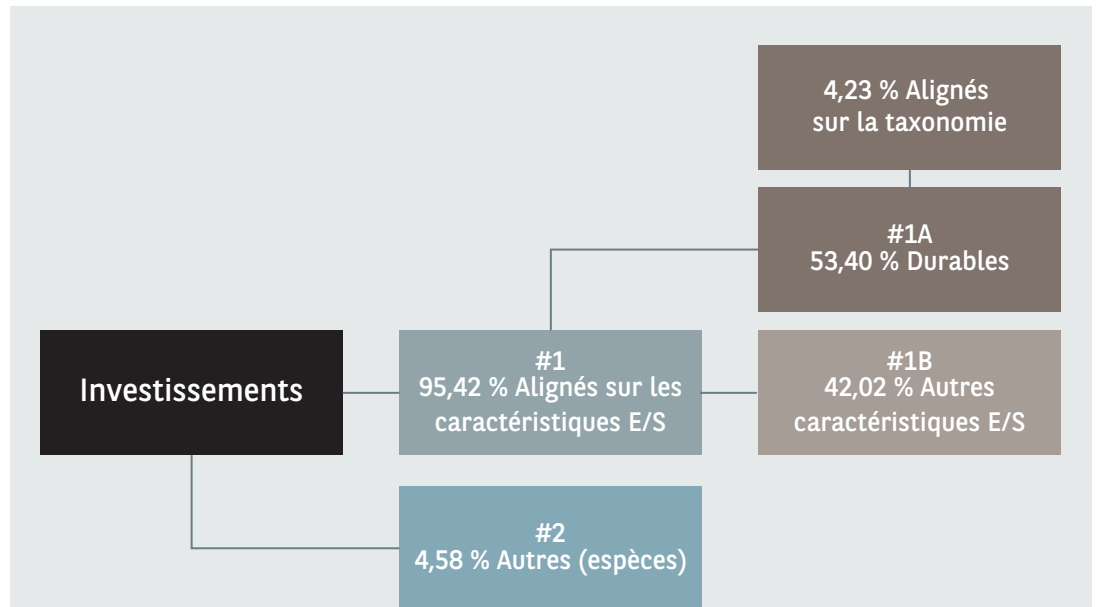 4,23 % Alignés
sur la taxonomie
#1A
53,40 % Durables
Investissements
#1
95,42 % Alignés sur les
caractéristiques E/S
#1B
42,02 % Autres
caractéristiques E/S
#2
4,58 % Autres (espèces)